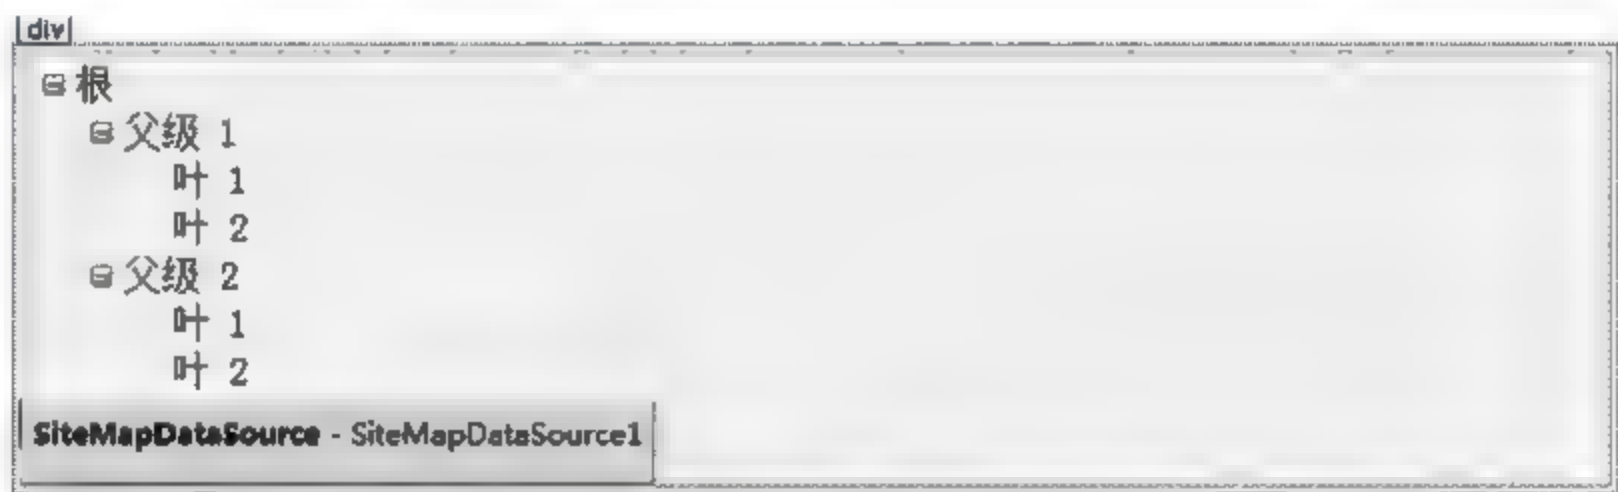 div
根
父级 1
叶 1
叶 2
父级 2
叶 1
叶 2
SiteMapDataSource - SiteMapDataSource1